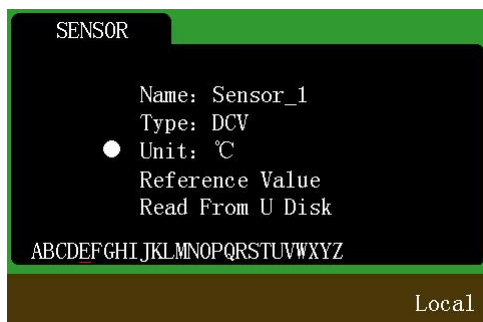 SENSOR
Name: Sensor_1
Type: DCV
Unit: ℃
Reference Value
Read From U Disk
ABCDEFGHIJKLMNOPQRSTUVWXYZ
Local